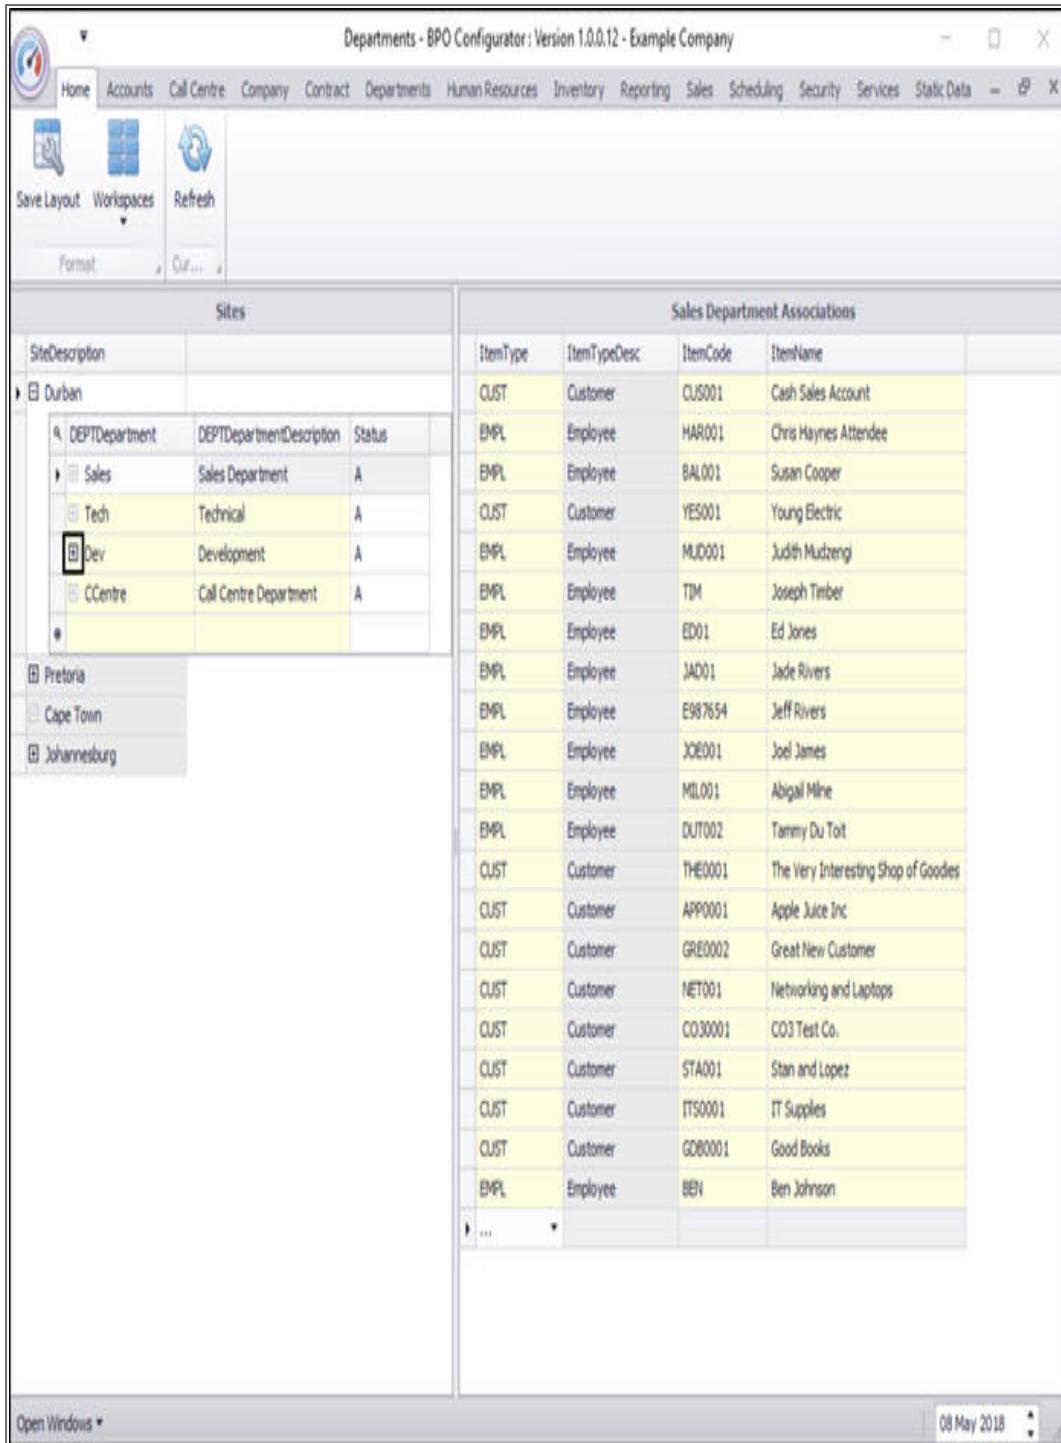 Departments - BPO Configurator : Version 1.0.0.12 - Example Company
Home Accounts Call Centre Company Contract Departments Human Resources Inventory Reporting Sales Scheduling Security Services Static Data
Save Layout Workspaces Refresh
Format Cur...
Sites
SiteDescription
Durban
DEPTDepartment DEPTDepartmentDescription Status
Sales Sales Department A
Tech Technical A
Dev Development A
CCentre Call Centre Department A
Pretoria
Cape Town
Johannesburg
Sales Department Associations
ItemType ItemTypeDesc ItemCode ItemName
CUST Customer CUS001 Cash Sales Account
EMPL Employee HAR001 Chris Haynes Attendee
EMPL Employee BAL001 Susan Cooper
CUST Customer YES001 Young Electric
EMPL Employee MUD001 Judith Mudzengi
EMPL Employee TIM Joseph Timber
EMPL Employee ED01 Ed Jones
EMPL Employee JAD01 Jade Rivers
EMPL Employee E987654 Jeff Rivers
EMPL Employee JOE001 Joel James
EMPL Employee MIL001 Abigail Milne
EMPL Employee DUT002 Tammy Du Toit
CUST Customer THE0001 The Very Interesting Shop of Goodies
CUST Customer APP0001 Apple Juice Inc
CUST Customer GRE0002 Great New Customer
CUST Customer NET001 Networking and Laptops
CUST Customer CO30001 CO3 Test Co.
CUST Customer STA001 Stan and Lopez
CUST Customer ITS0001 IT Supplies
CUST Customer GOB0001 Good Books
EMPL Employee BEN Ben Johnson
...
Open Windows
08 May 2018